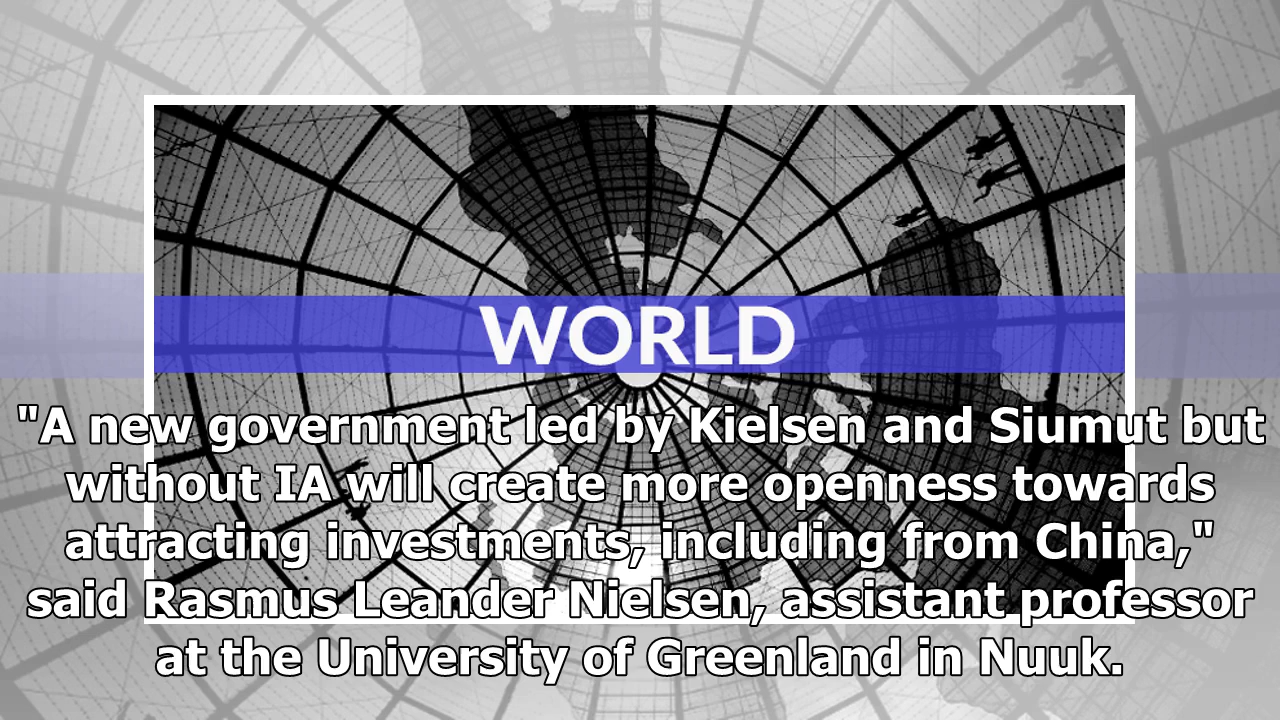 WORLD
"A new government led by Kielsen and Siumut but
without IA will create more openness towards
attracting investments, including from China,"
said Rasmus Leander Nielsen, assistant professor
at the University of Greenland in Nuuk.